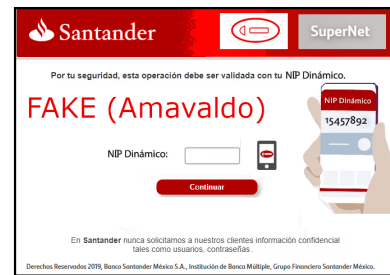 Santander
SuperNet
Por tu seguridad, esta operación debe ser validada con tu NIP Dinámico.
FAKE (Amavaldo)
NIP Dinámico
15457892
NIP Dinámico:
Continuar
En Santander nunca solicitamos a nuestros clientes información confidencial
tales como usuarios, contraseñas .
Derechos Reservados 2019, Banco Santander México S.A., Institución de Banca Múltiple, Grupo Financiero Santander México.